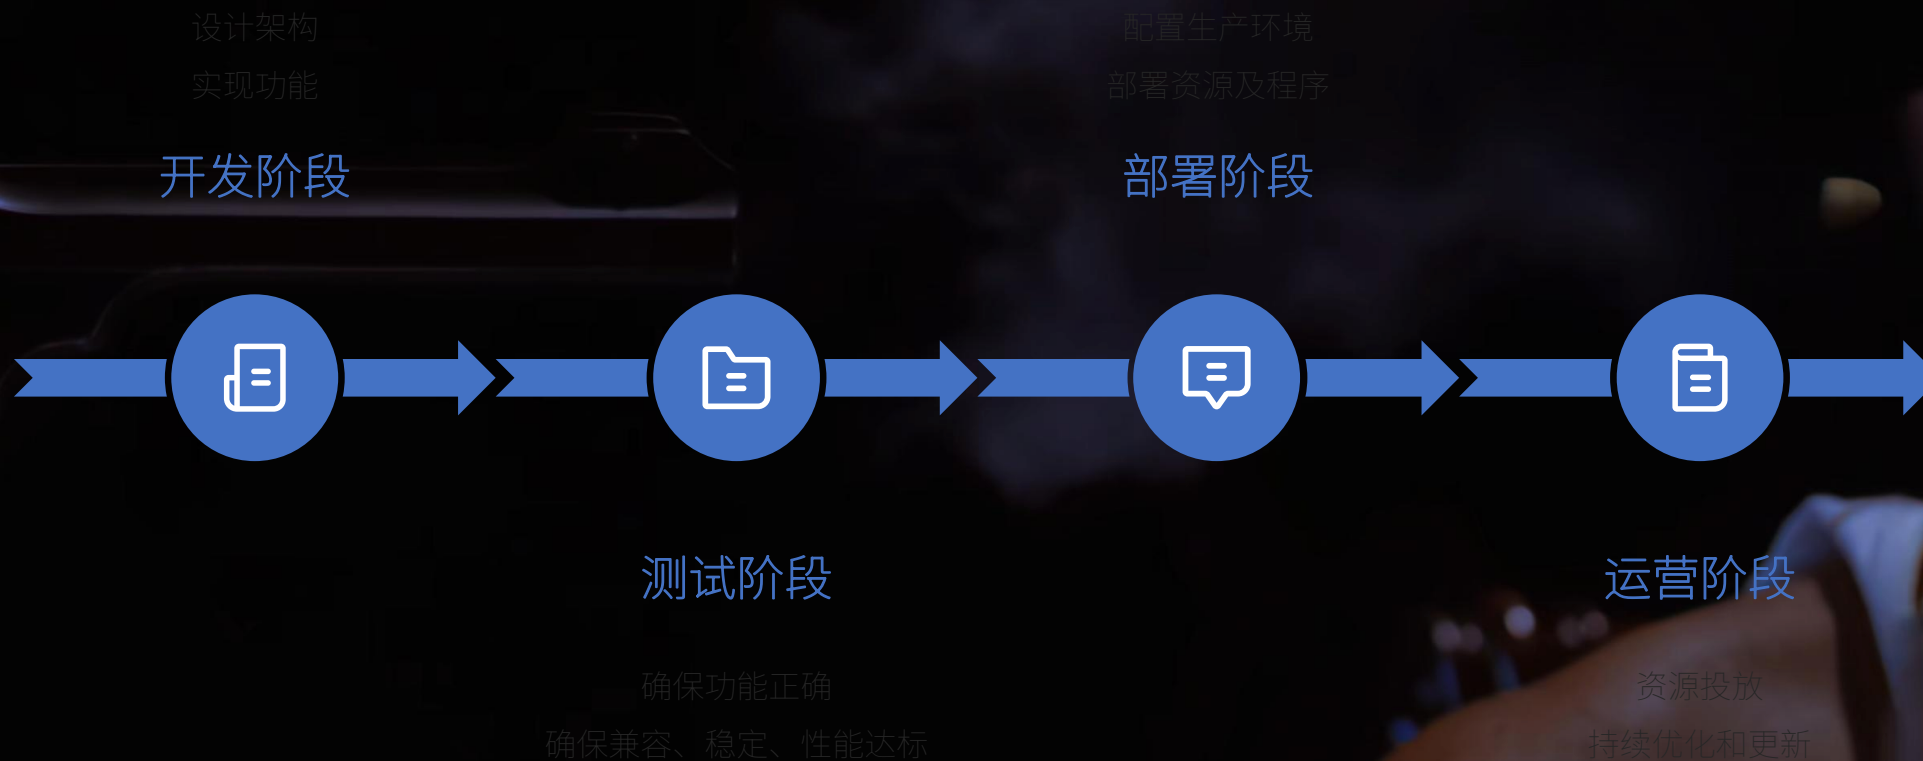 设计架构
实现功能
开发阶段
配置生产环境
部署资源及程序
部署阶段
测试阶段
确保功能正确
确保兼容、稳定、性能达标
运营阶段
资源投放
持续优化和更新